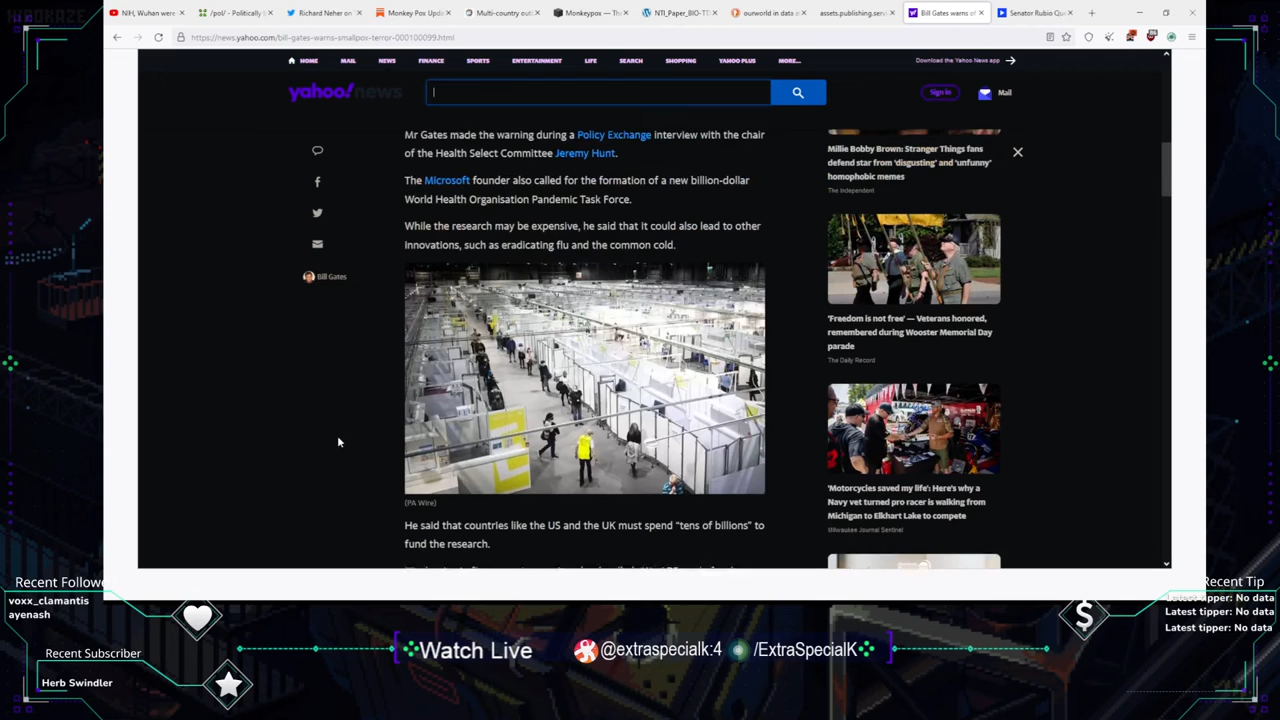 NIH, Wuhan were
/pol/ - Politically I
Richard Neher on
Monkey Pox Upda
Multi-country out
Monkeypox — The
NTI_Paper_BIO-TT
ourworld in data a
assets.publishing.serv
Bill Gates warns of
Senator Rubio Qu
https://news.yahoo.com/bill-gates-warns-smallpox-terror-000100099.html
HOME MAIL NEWS FINANCE SPORTS ENTERTAINMENT LIFE SEARCH SHOPPING YAHOO PLUS MORE...
Download the Yahoo News app
yahoo!news
Sign in
Mail
Mr Gates made the warning during a Policy Exchange interview with the chair
of the Health Select Committee Jeremy Hunt.
The Microsoft founder also called for the formation of a new billion-dollar
World Health Organisation Pandemic Task Force.
While the research may be expensive, he said that it could also lead to other
innovations, such as eradicating flu and the common cold.
Bill Gates
(PA Wire)
He said that countries like the US and the UK must spend “tens of billions” to
fund the research.
Millie Bobby Brown: Stranger Things fans
defend star from ‘disgusting’ and ‘unfunny’
homophobic memes
The Independent
‘Freedom is not free’ — Veterans honored,
remembered during Wooster Memorial Day
parade
The Daily Record
‘Motorcycles saved my life’: Here's why a
Navy vet turned pro racer is walking from
Michigan to Elkhart Lake to compete
Milwaukee Journal Sentinel
Recent Followe
voxx_clamantis
ayenash
Recent Subscriber
Herb Swindler
Watch Live
@extraspecialk:4
/ExtraSpecialK
Recent Tip
Latest tipper: No data
Latest tipper: No data
Latest tipper: No data